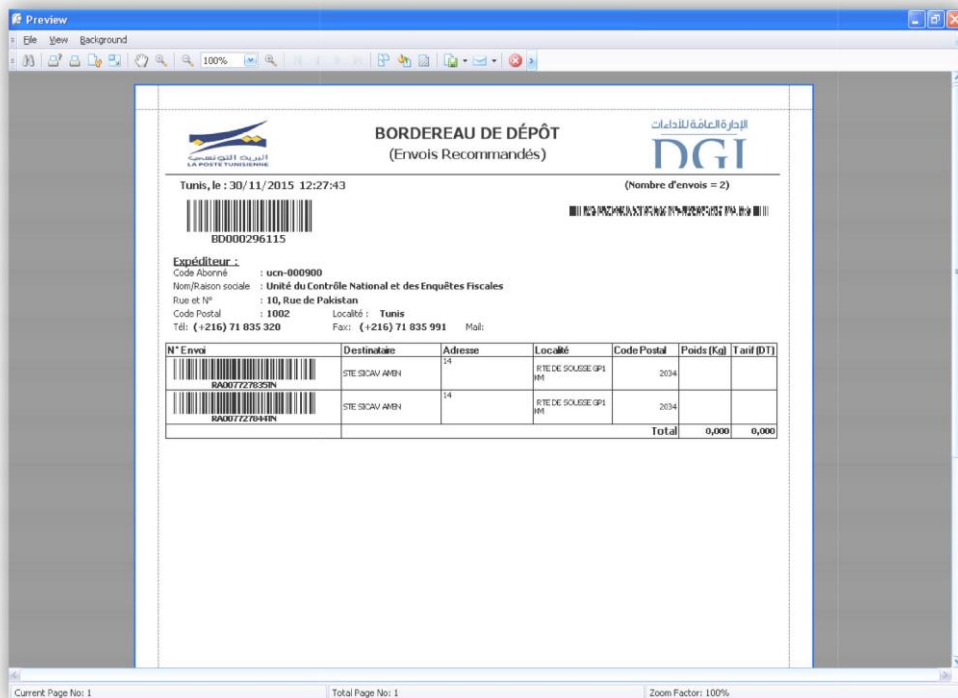 Preview
File View Background
100%
البريد التونسي
LA POSTE TUNISIENNE
BORDEREAU DE DÉPÔT
(Envois Recommandés)
الإدارة العامة للأداءات
DGI
Tunis, le : 30/11/2015 12:27:43
(Nombre d'envois = 2)
BD000296115
Expéditeur :
Code Abonné : ucn-000900
Nom/Raison sociale : Unité du Contrôle National et des Enquêtes Fiscales
Rue et N° : 10, Rue de Pakistan
Code Postal : 1002 Localité : Tunis
Tél: (+216) 71 835 320 Fax: (+216) 71 835 991 Mail:
N° Envoi Destinataire Adresse Localité Code Postal Poids (Kg) Tarif (DT)
RA007727835TN STE SICAV AMEN 14 RTE DE SOUSSE GP1 KM 2034
RA007727844TN STE SICAV AMEN 14 RTE DE SOUSSE GP1 KM 2034
Total 0,000 0,000
Current Page No: 1 Total Page No: 1 Zoom Factor: 100%